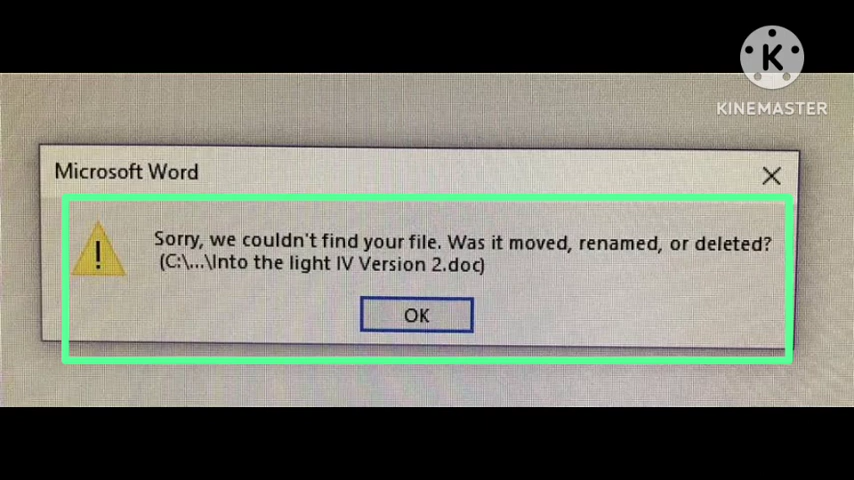 K
KINEMASTER
Microsoft Word
Sorry, we couldn't find your file. Was it moved, renamed, or deleted?
(C:\...\Into the light IV Version 2.doc)
OK